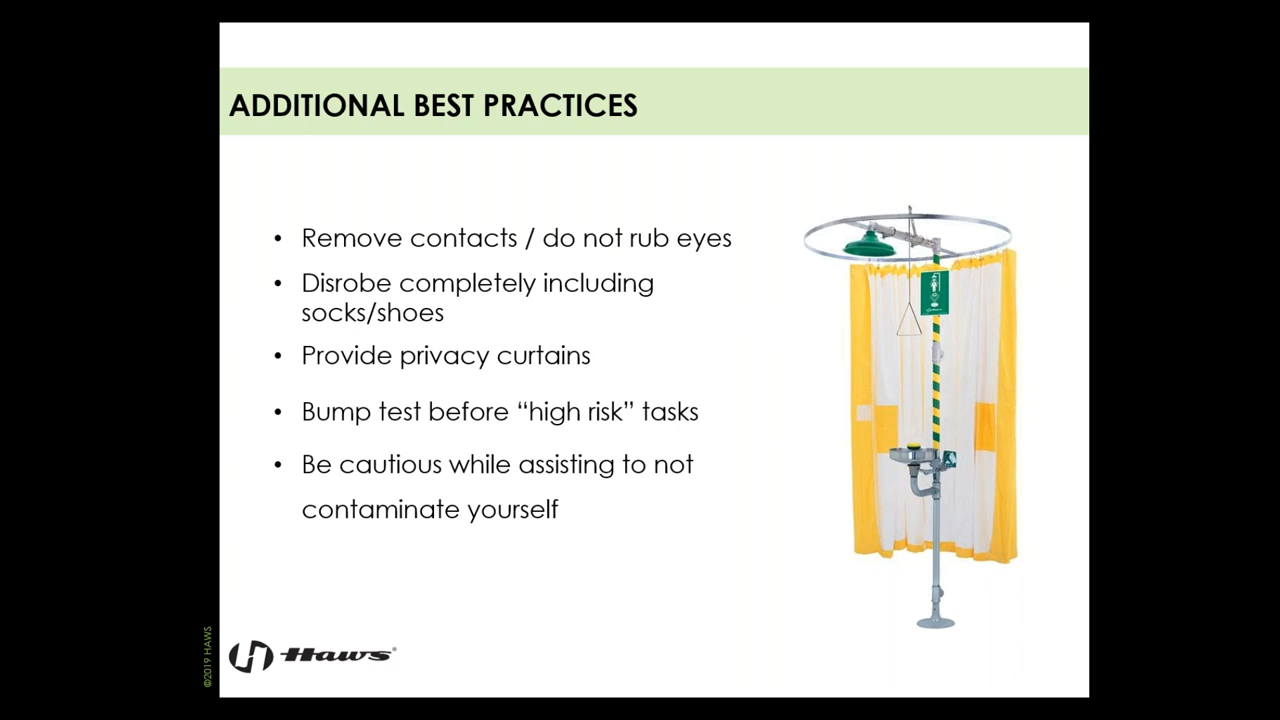 ADDITIONAL BEST PRACTICES
• Remove contacts / do not rub eyes
• Disrobe completely including
socks/shoes
• Provide privacy curtains
• Bump test before “high risk” tasks
• Be cautious while assisting to not
contaminate yourself
©2019 HAWS
Haws®